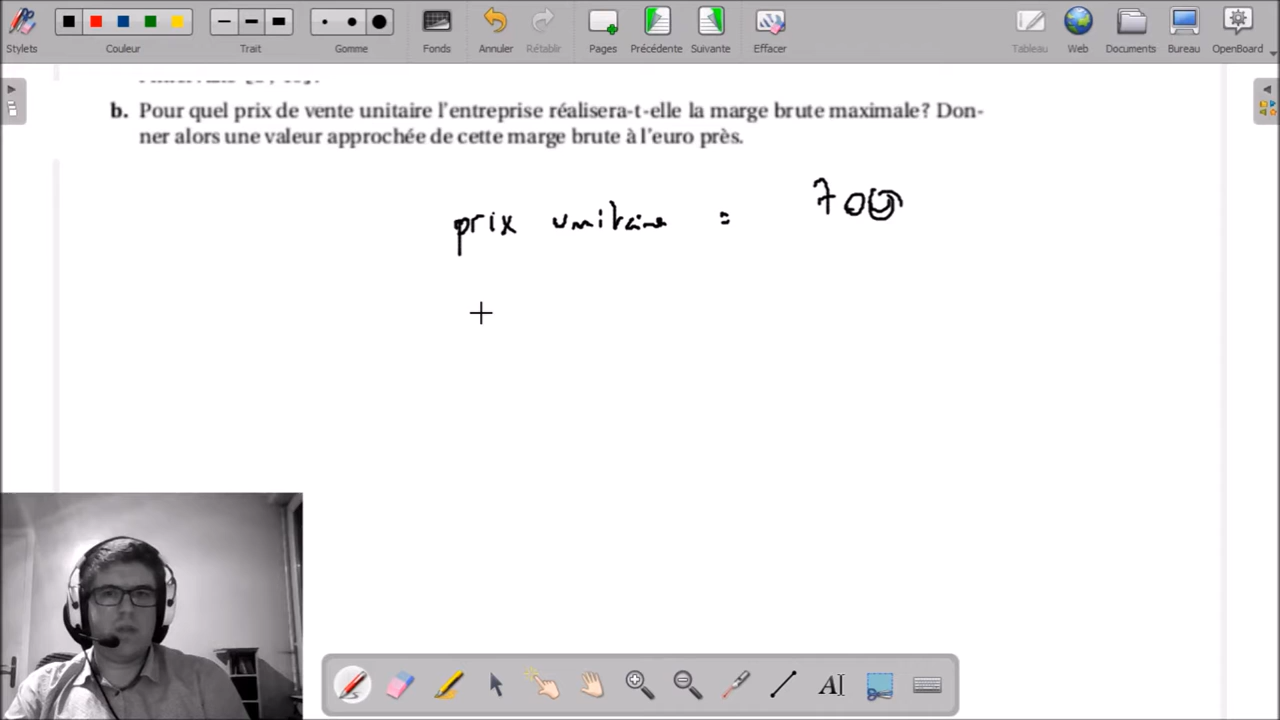 Stylets
Couleur
Trait
Gomme
Fonds
Annuler
Rétablir
Pages
Précédente
Suivante
Effacer
Tableau
Web
Documents
Bureau
OpenBoard
b. Pour quel prix de vente unitaire l'entreprise réalisera-t-elle la marge brute maximale? Don-
ner alors une valeur approchée de cette marge brute à l'euro près.
prix unitaire = 700
AI